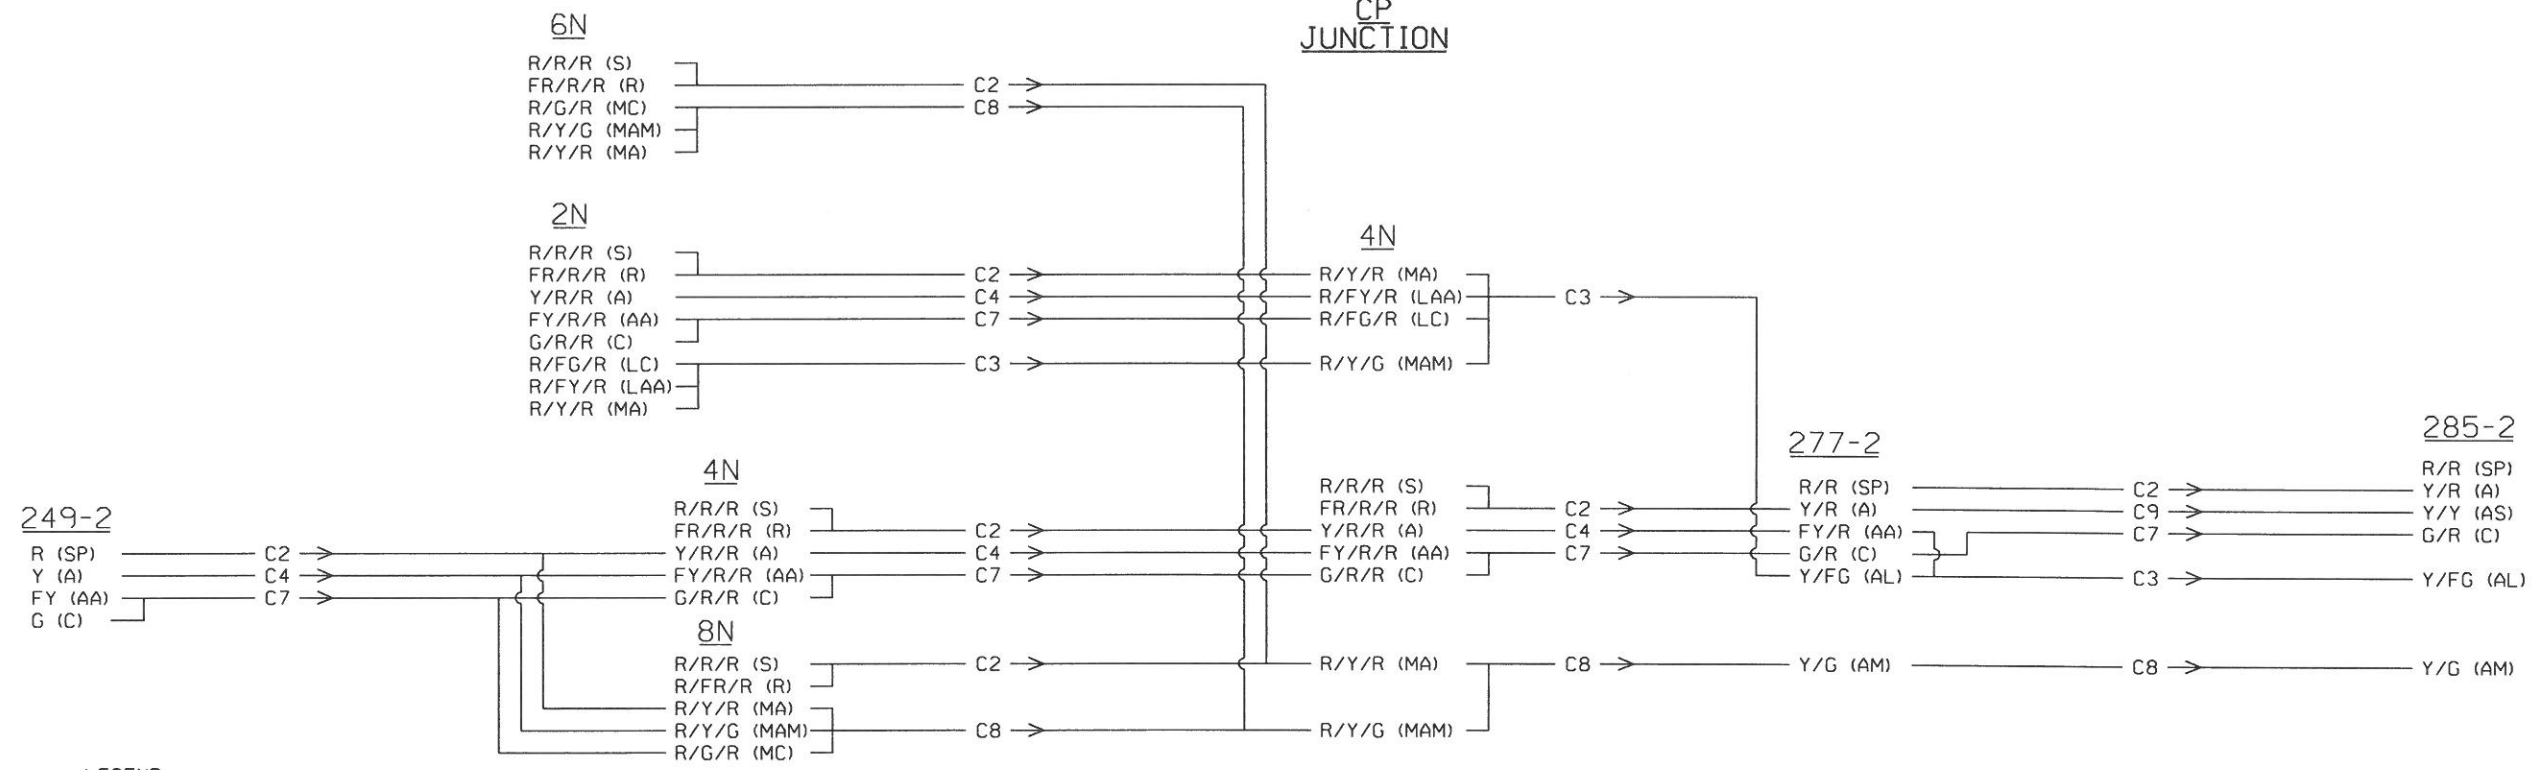 CP
JUNCTION
6N
R/R/R (S)
FR/R/R (R)
C2
R/G/R (MC)
C8
R/Y/G (MAM)
R/Y/R (MA)
2N
R/R/R (S)
FR/R/R (R)
C2
Y/R/R (A)
C4
FY/R/R (AA)
C7
G/R/R (C)
R/FG/R (LC)
C3
R/FY/R (LAA)
R/Y/R (MA)
4N
R/Y/R (MA)
R/FY/R (LAA)
C3
R/FG/R (LC)
R/Y/G (MAM)
249-2
R (SP)
C2
Y (A)
C4
FY (AA)
C7
G (C)
4N
R/R/R (S)
FR/R/R (R)
C2
Y/R/R (A)
C4
FY/R/R (AA)
C7
G/R/R (C)
8N
R/R/R (S)
C2
R/FR/R (R)
R/Y/R (MA)
R/Y/G (MAM)
C8
R/G/R (MC)
R/R/R (S)
FR/R/R (R)
C2
Y/R/R (A)
C4
FY/R/R (AA)
C7
G/R/R (C)
R/Y/R (MA)
C8
R/Y/G (MAM)
277-2
R/R (SP)
C2
Y/R (A)
C9
FY/R (AA)
G/R (C)
C7
Y/FG (AL)
C3
Y/G (AM)
C8
285-2
R/R (SP)
Y/R (A)
Y/Y (AS)
G/R (C)
Y/FG (AL)
Y/G (AM)